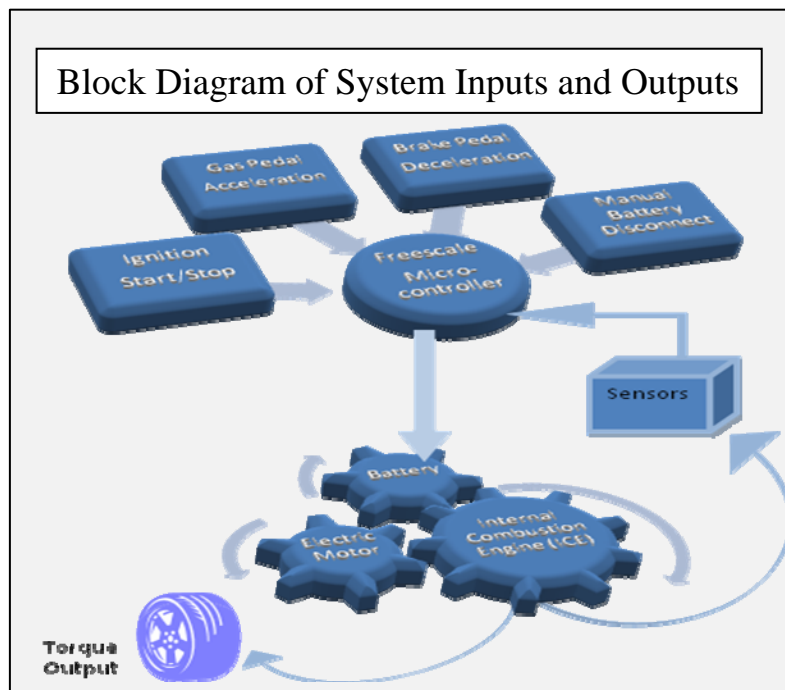 Block Diagram of System Inputs and Outputs
Gas Pedal
Acceleration
Brake Pedal
Deceleration
Manual
Battery
Disconnect
Ignition
Start/Stop
Freescale
Micro-
controller
Sensors
Battery
Internal
Combustion
Engine (ICE)
Electric
Motor
Torque
Output